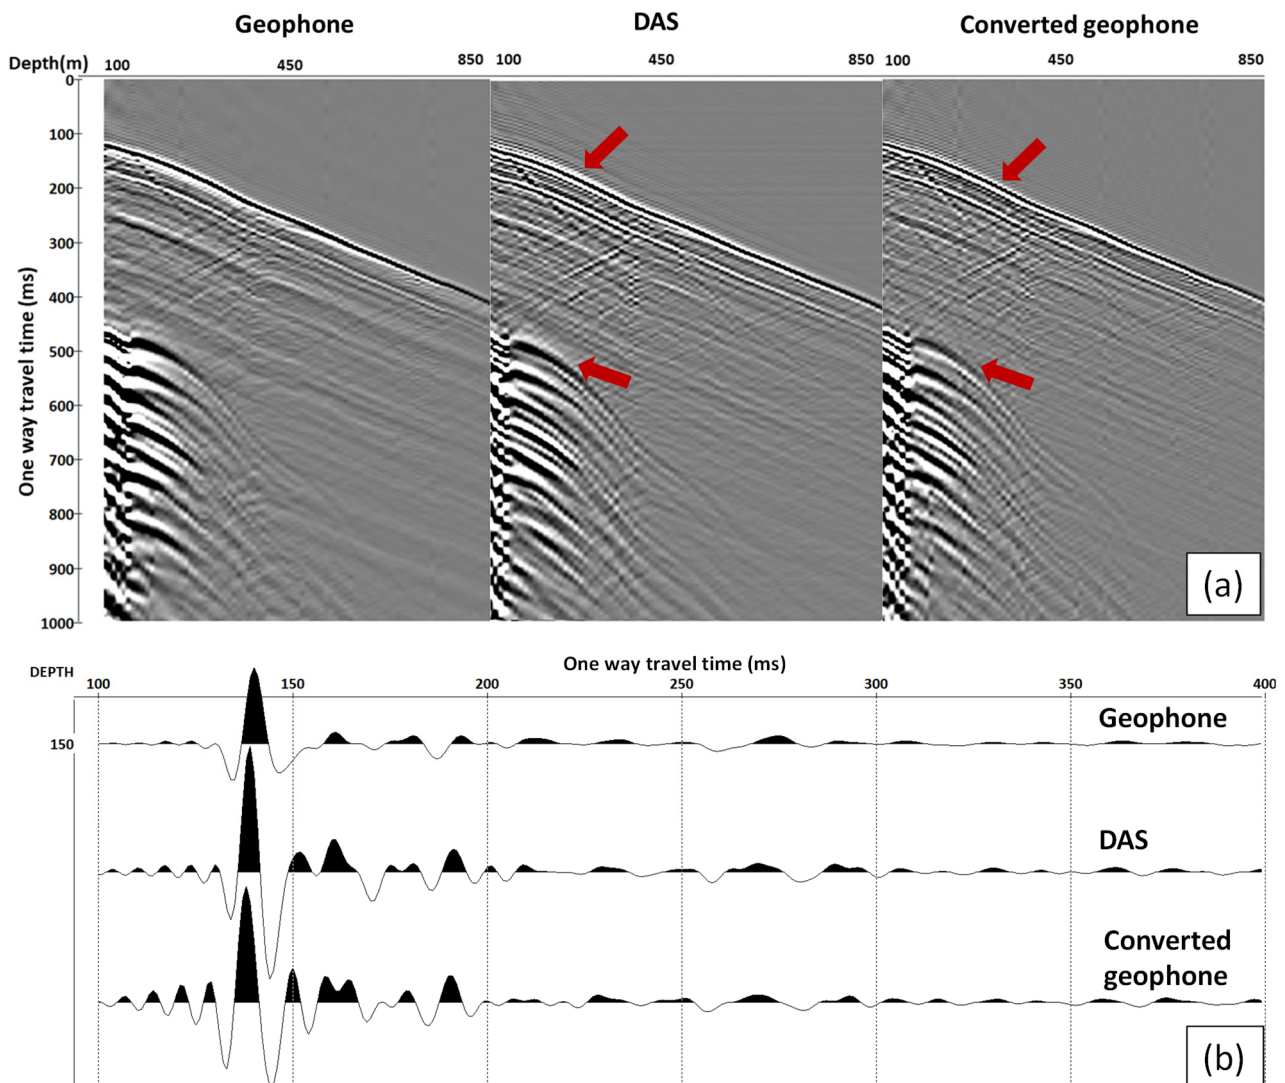 Geophone DAS Converted geophone
Depth(m) 100 450 850 100 450 850 100 450 850
0
100
200
300
400
500
600
700
800
900
1000
One way travel time (ms)
(a)
One way travel time (ms)
DEPTH
100 150 200 250 300 350 400
Geophone
150
DAS
Converted
geophone
(b)